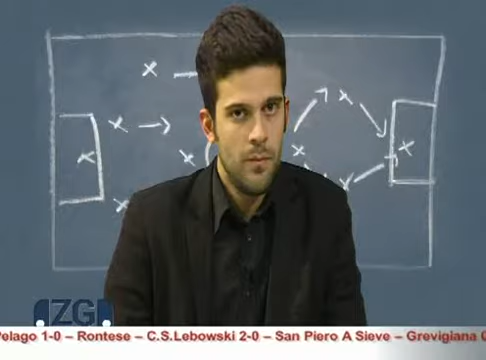 ZG
Pelago 1-0 – Rontese – C.S.Lebowski 2-0 – San Piero A Sieve – Grevigiana